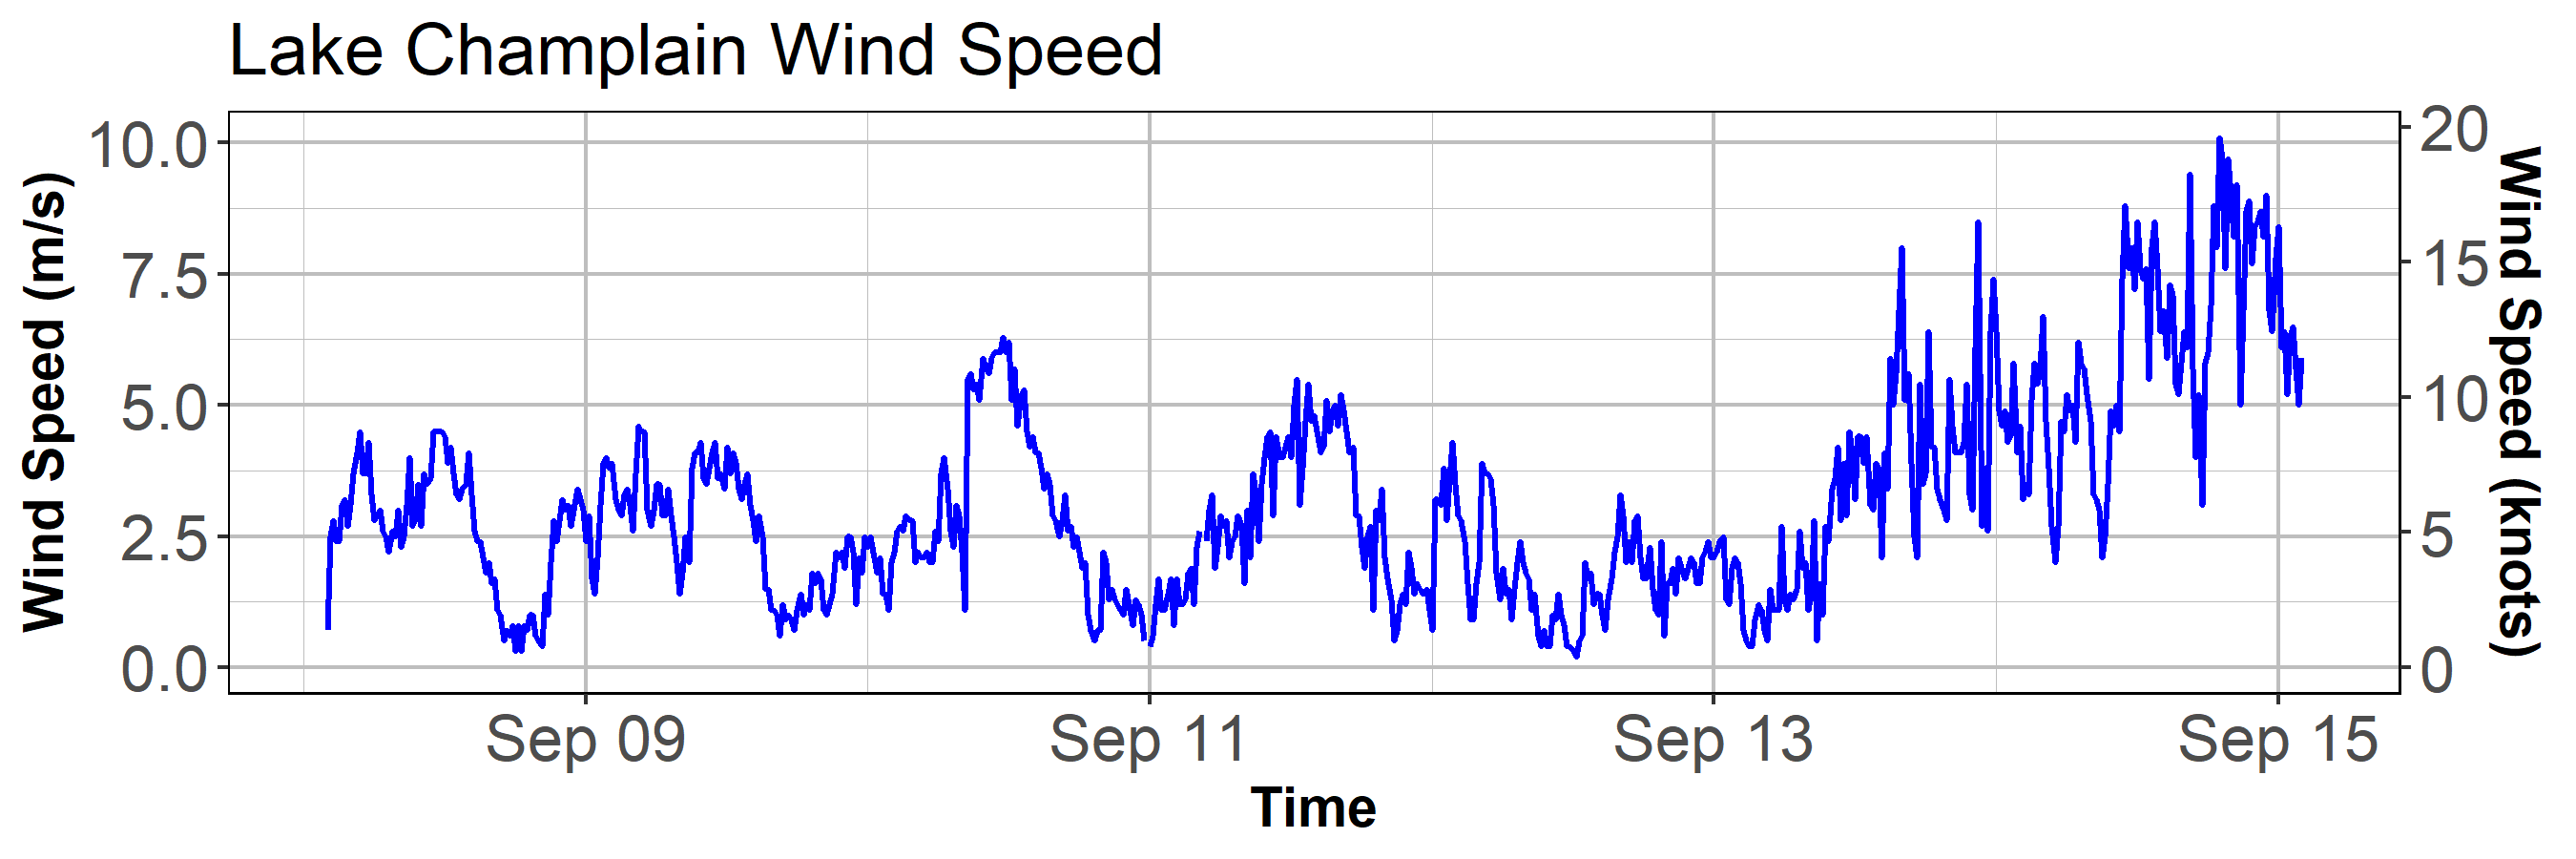 Lake Champlain Wind Speed
Wind Speed (m/s)
10.0
7.5
5.0
2.5
0.0
20
15
10
5
0
Wind Speed (knots)
Sep 09 Sep 11 Sep 13 Sep 15
Time